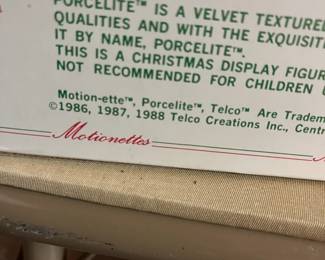 PORCELITE™ IS A VELVET TEXTURE
QUALITIES AND WITH THE EXQUISIT
IT BY NAME, PORCELITE™.
THIS IS A CHRISTMAS DISPLAY FIGUR
NOT RECOMMENDED FOR CHILDREN
Motion-ette™, Porcelite™, Telco™ Are Tradem
©1986, 1987, 1988 Telco Creations Inc., Centr
Motionettes